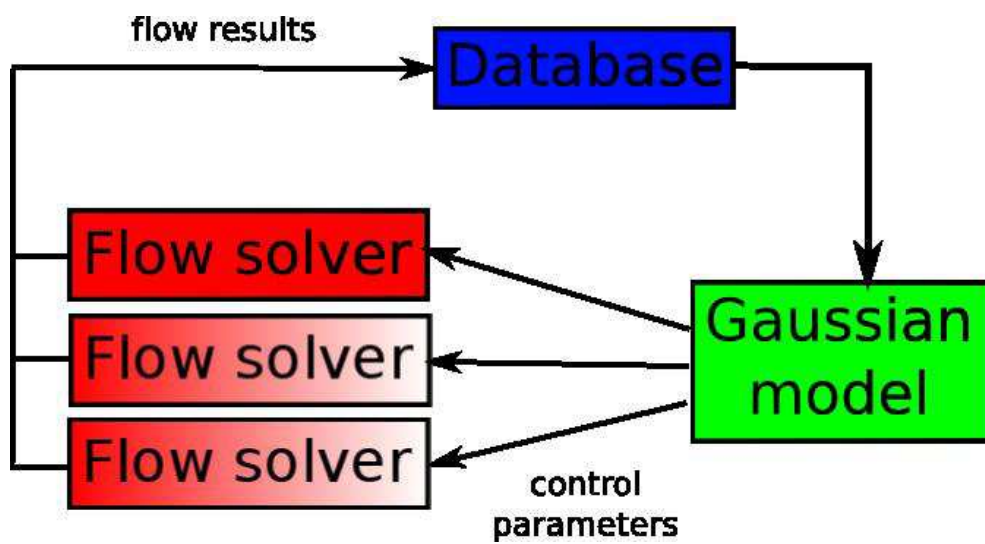 flow results
Database
Flow solver
Flow solver
Flow solver
Gaussian
model
control
parameters